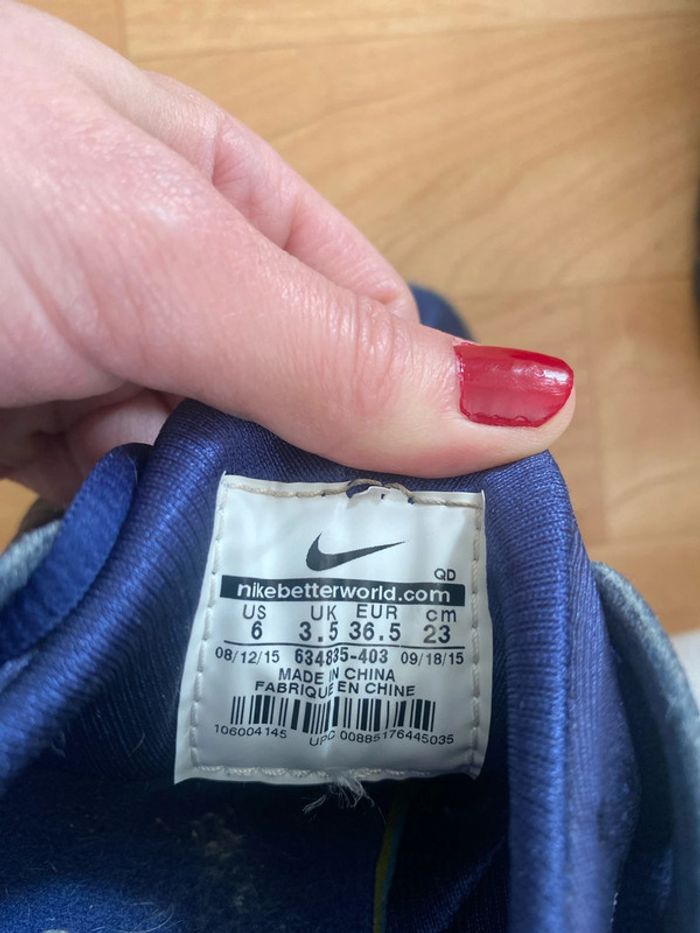 QD
nikebetterworld.com
US UK EUR cm
6 3.5 36.5 23
08/12/15 634835-403 09/18/15
MADE IN CHINA
FABRIQUE EN CHINE
106004145 UPC 00885176445035